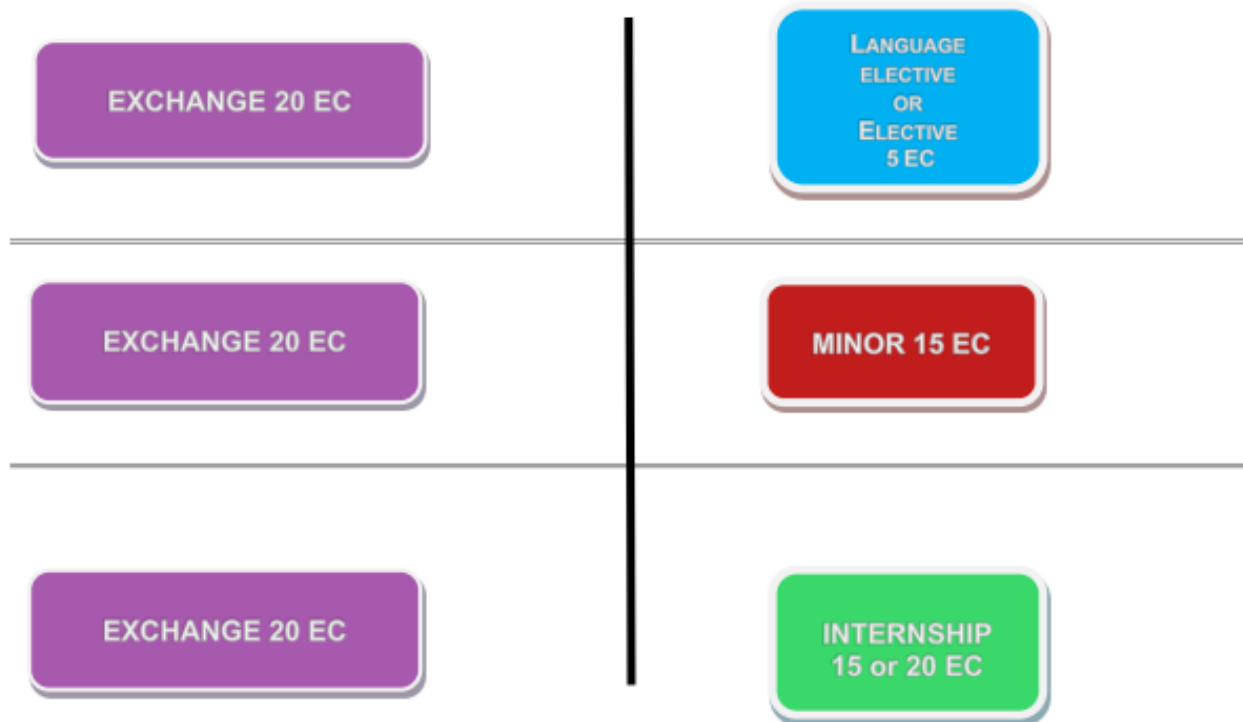 EXCHANGE 20 EC
LANGUAGE
ELECTIVE
OR
ELECTIVE
5 EC
EXCHANGE 20 EC
MINOR 15 EC
EXCHANGE 20 EC
INTERNSHIP
15 or 20 EC